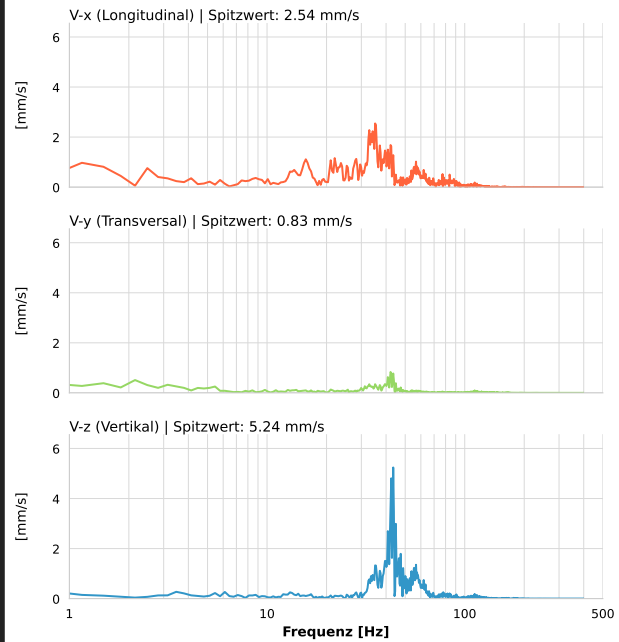 V-x (Longitudinal) | Spitzwert: 2.54 mm/s
6
4
2
0
[mm/s]
V-y (Transversal) | Spitzwert: 0.83 mm/s
6
4
2
0
[mm/s]
V-z (Vertikal) | Spitzwert: 5.24 mm/s
6
4
2
0
[mm/s]
1 10 100 500
Frequenz [Hz]